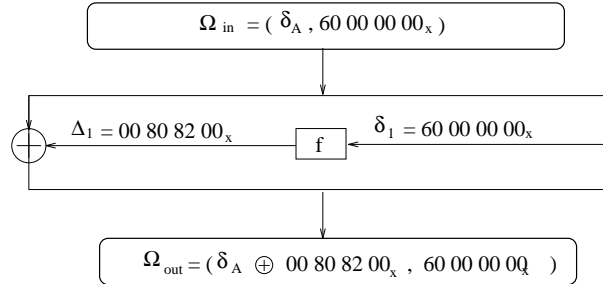 Ω in = ( δA , 60 00 00 00x )
Δ1 = 00 80 82 00x
f
δ1 = 60 00 00 00x
Ωout = ( δA ⊕ 00 80 82 00x , 60 00 00 00x )